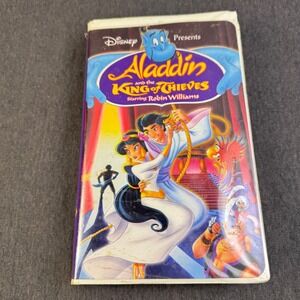 Disney Presents
Aladdin
and the
King of Thieves
Starring Robin Williams